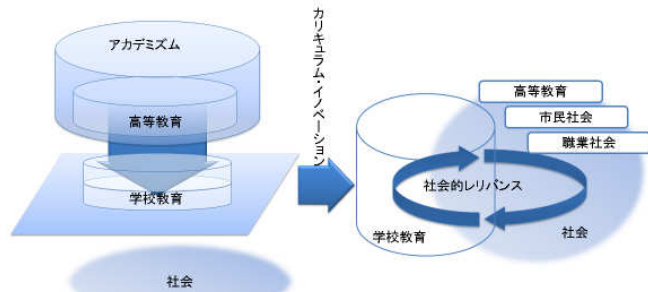 アカデミズム
高等教育
学校教育
社会
カリキュラム・イノベーション
高等教育
市民社会
職業社会
社会的レリバンス
学校教育
社会